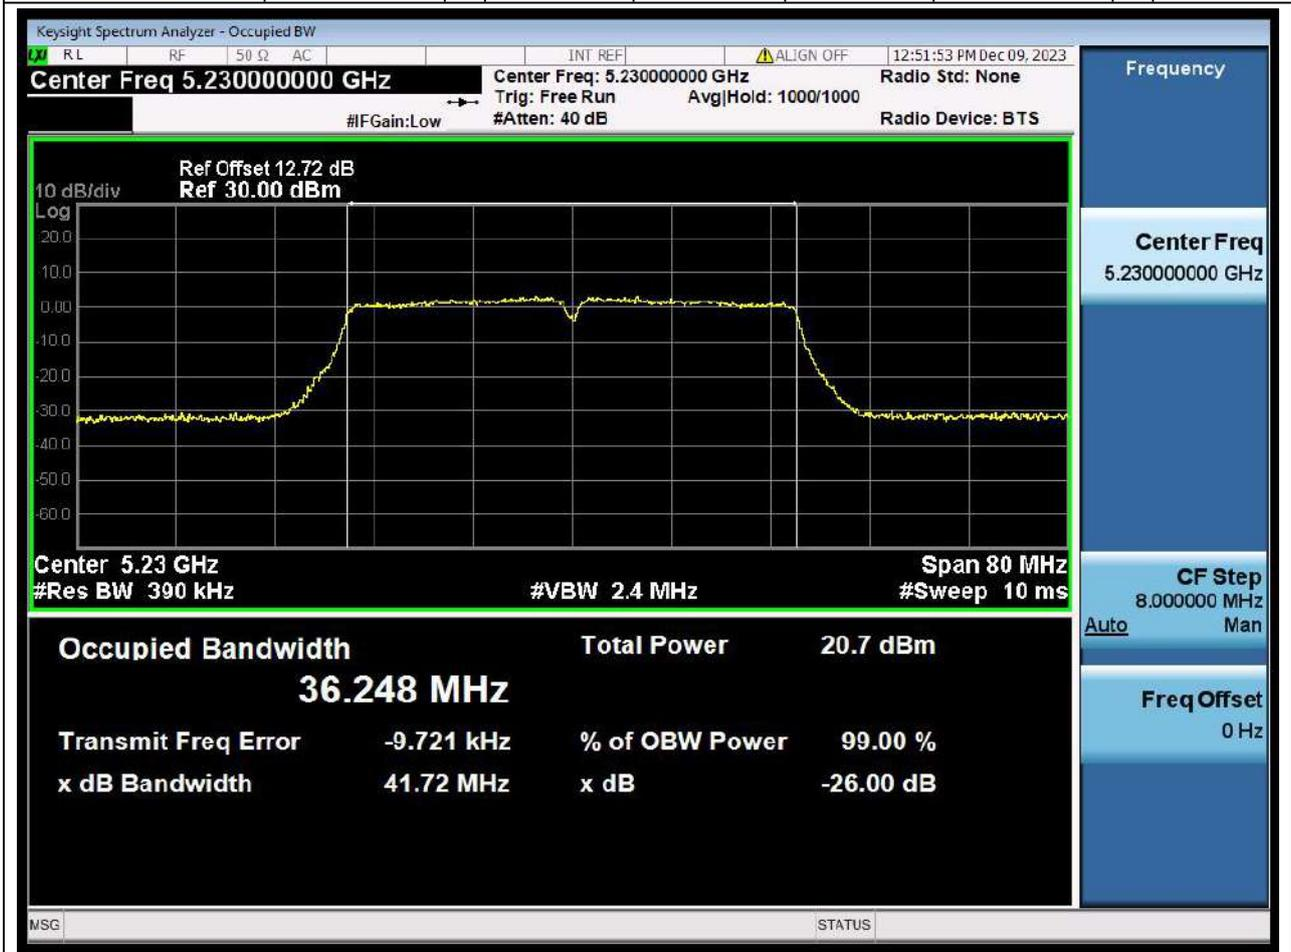 Keysight Spectrum Analyzer - Occupied BW
LXI RL RF 50 Ω AC INT REF ALIGN OFF 12:51:53 PM Dec 09, 2023
Center Freq 5.230000000 GHz
Center Freq: 5.230000000 GHz
Radio Std: None
Trig: Free Run Avg|Hold: 1000/1000
#IFGain:Low #Atten: 40 dB
Radio Device: BTS
Ref Offset 12.72 dB
10 dB/div Ref 30.00 dBm
Log
20.0
10.0
0.00
-10.0
-20.0
-30.0
-40.0
-50.0
-60.0
Center 5.23 GHz Span 80 MHz
#Res BW 390 kHz #VBW 2.4 MHz #Sweep 10 ms
Occupied Bandwidth Total Power 20.7 dBm
36.248 MHz
Transmit Freq Error -9.721 kHz % of OBW Power 99.00 %
x dB Bandwidth 41.72 MHz x dB -26.00 dB
MSG STATUS
Frequency
Center Freq
5.230000000 GHz
CF Step
8.000000 MHz
Auto Man
Freq Offset
0 Hz